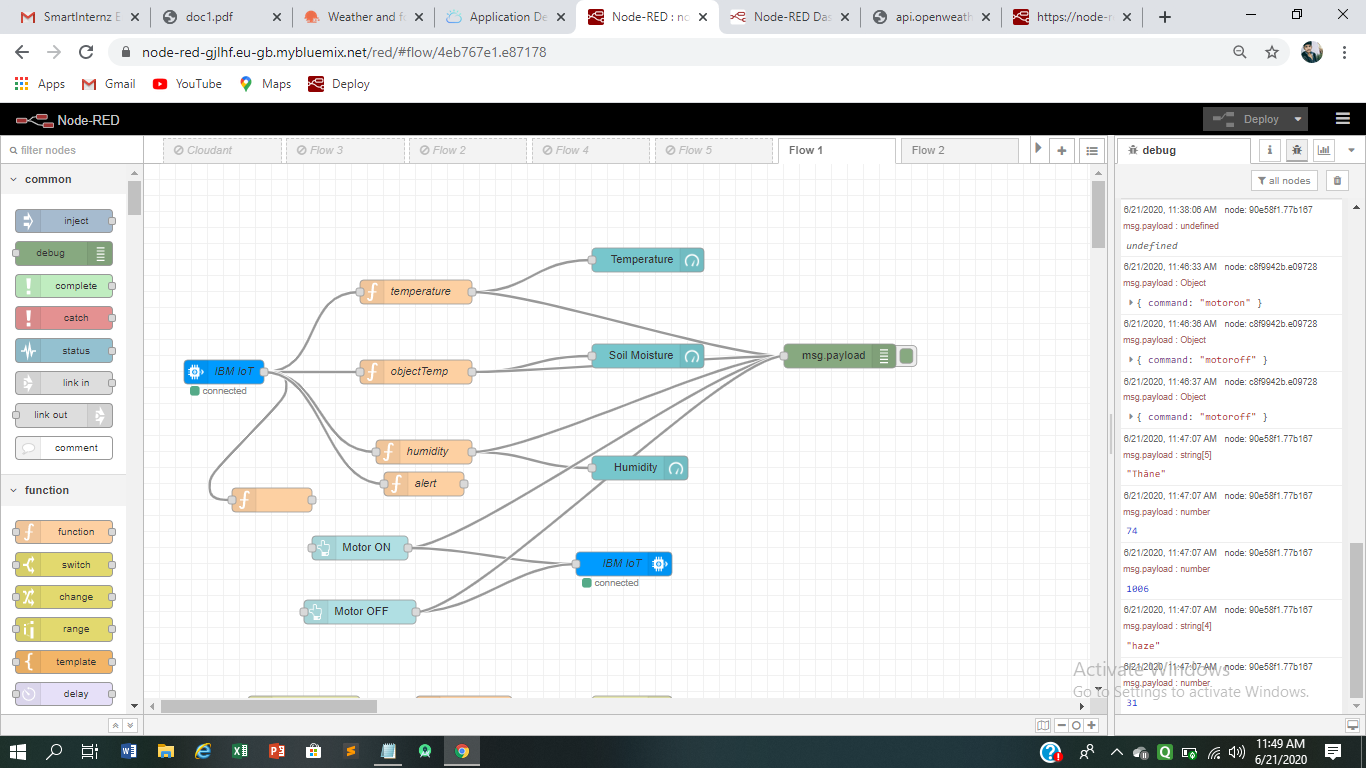 SmartInternz E
doc1.pdf
Weather and f
Application De
Node-RED : no
Node-RED Das
api.openweath
https://node-r
node-red-gjlhf.eu-gb.mybluemix.net/red/#flow/4eb767e1.e87178
Apps
Gmail
YouTube
Maps
Deploy
Node-RED
Deploy
filter nodes
Cloudant
Flow 3
Flow 2
Flow 4
Flow 5
Flow 1
Flow 2
debug
i
all nodes
common
inject
debug
complete
catch
status
link in
link out
comment
function
function
switch
change
range
template
delay
Temperature
temperature
IBM IoT
connected
objectTemp
Soil Moisture
msg.payload
humidity
alert
Humidity
Motor ON
IBM IoT
connected
Motor OFF
6/21/2020, 11:38:06 AM node: 90e58f1.77b167
msg.payload : undefined
undefined
6/21/2020, 11:46:33 AM node: c8f9942b.e09728
msg.payload : Object
{ command: "motoron" }
6/21/2020, 11:46:36 AM node: c8f9942b.e09728
msg.payload : Object
{ command: "motoroff" }
6/21/2020, 11:46:37 AM node: c8f9942b.e09728
msg.payload : Object
{ command: "motoroff" }
6/21/2020, 11:47:07 AM node: 90e58f1.77b167
msg.payload : string[5]
"Thāne"
6/21/2020, 11:47:07 AM node: 90e58f1.77b167
msg.payload : number
74
6/21/2020, 11:47:07 AM node: 90e58f1.77b167
msg.payload : number
1006
6/21/2020, 11:47:07 AM node: 90e58f1.77b167
msg.payload : string[4]
"haze"
6/21/2020, 11:47:07 AM node: 90e58f1.77b167
msg.payload : number
31
Activate Windows
Go to Settings to activate Windows.
11:49 AM
6/21/2020